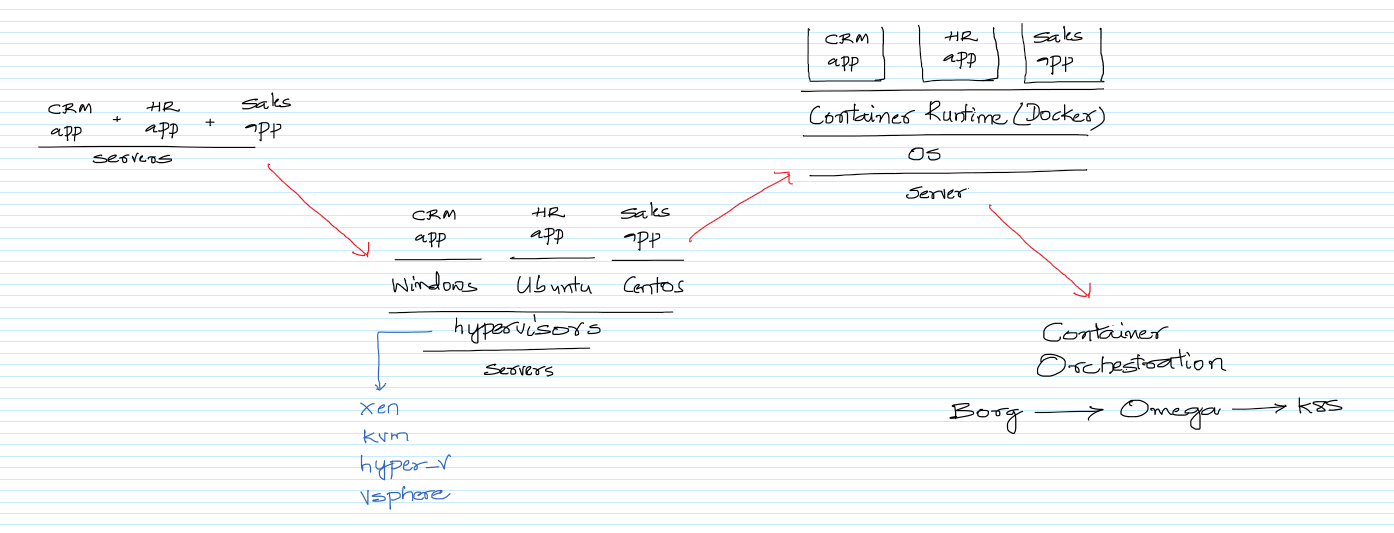 CRM + HR + Sales
app app app
servers
CRM HR Sales
app app app
Windows Ubuntu Centos
hypervisors
Servers
xen
kvm
hyper-v
vsphere
CRM HR Sales
app app app
Container Runtime (Docker)
OS
Server
Container
Orchestration
Borg → Omega → k8s